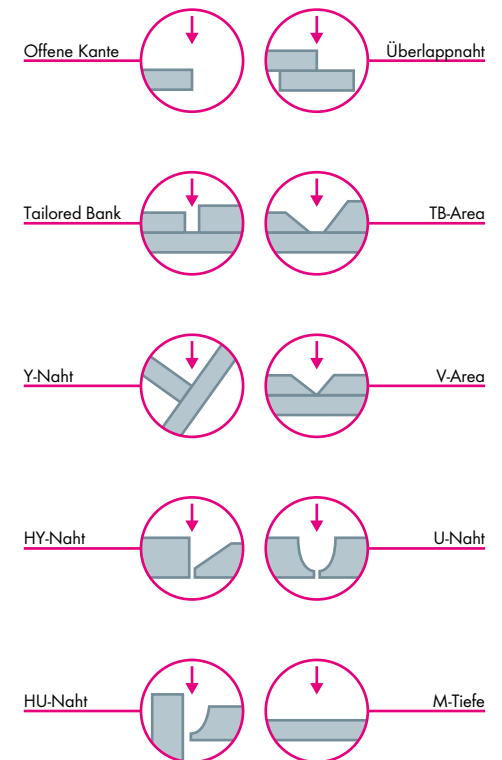 Offene Kante
Überlappnaht
Tailored Bank
TB-Area
Y-Naht
V-Area
HY-Naht
U-Naht
HU-Naht
M-Tiefe